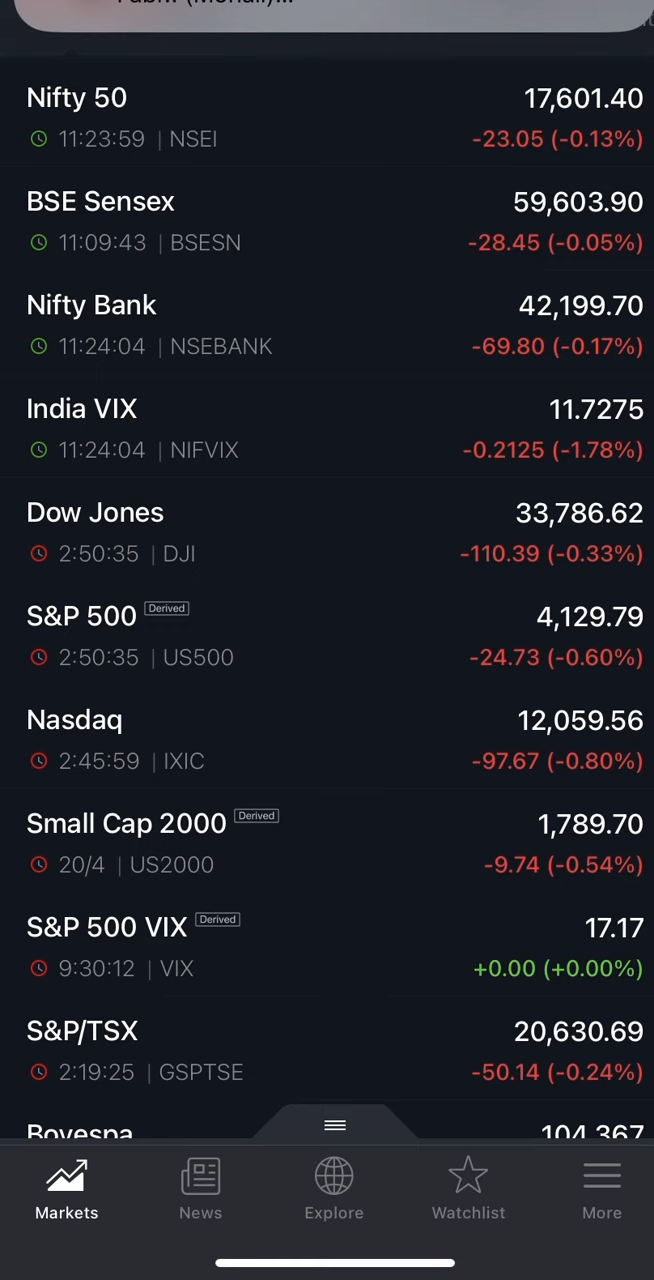 Nifty 50 17,601.40
11:23:59 | NSEI -23.05 (-0.13%)
BSE Sensex 59,603.90
11:09:43 | BSESN -28.45 (-0.05%)
Nifty Bank 42,199.70
11:24:04 | NSEBANK -69.80 (-0.17%)
India VIX 11.7275
11:24:04 | NIFVIX -0.2125 (-1.78%)
Dow Jones 33,786.62
2:50:35 | DJI -110.39 (-0.33%)
S&P 500 Derived 4,129.79
2:50:35 | US500 -24.73 (-0.60%)
Nasdaq 12,059.56
2:45:59 | IXIC -97.67 (-0.80%)
Small Cap 2000 Derived 1,789.70
20/4 | US2000 -9.74 (-0.54%)
S&P 500 VIX Derived 17.17
9:30:12 | VIX +0.00 (+0.00%)
S&P/TSX 20,630.69
2:19:25 | GSPTSE -50.14 (-0.24%)
Bovespa 104,367
Markets News Explore Watchlist More